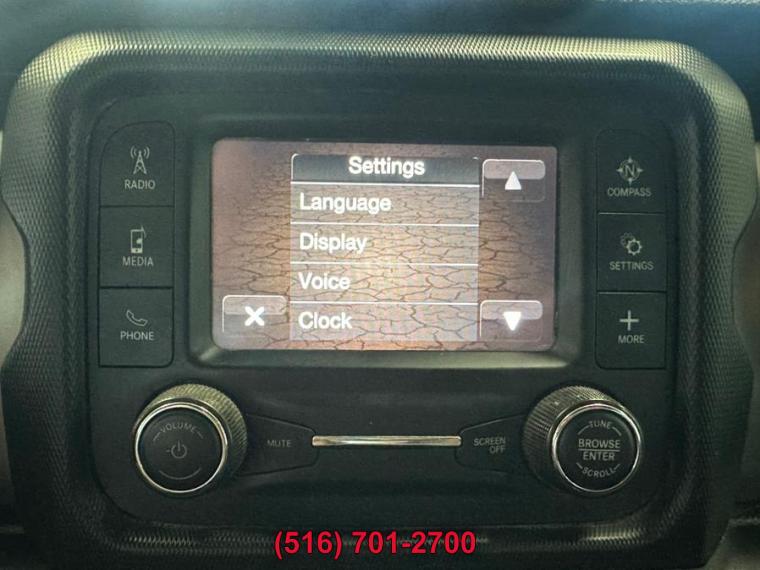 RADIO
MEDIA
PHONE
Settings
Language
Display
Voice
Clock
N
COMPASS
SETTINGS
MORE
VOLUME
MUTE
SCREEN
OFF
TUNE
BROWSE
ENTER
SCROLL
(516) 701-2700